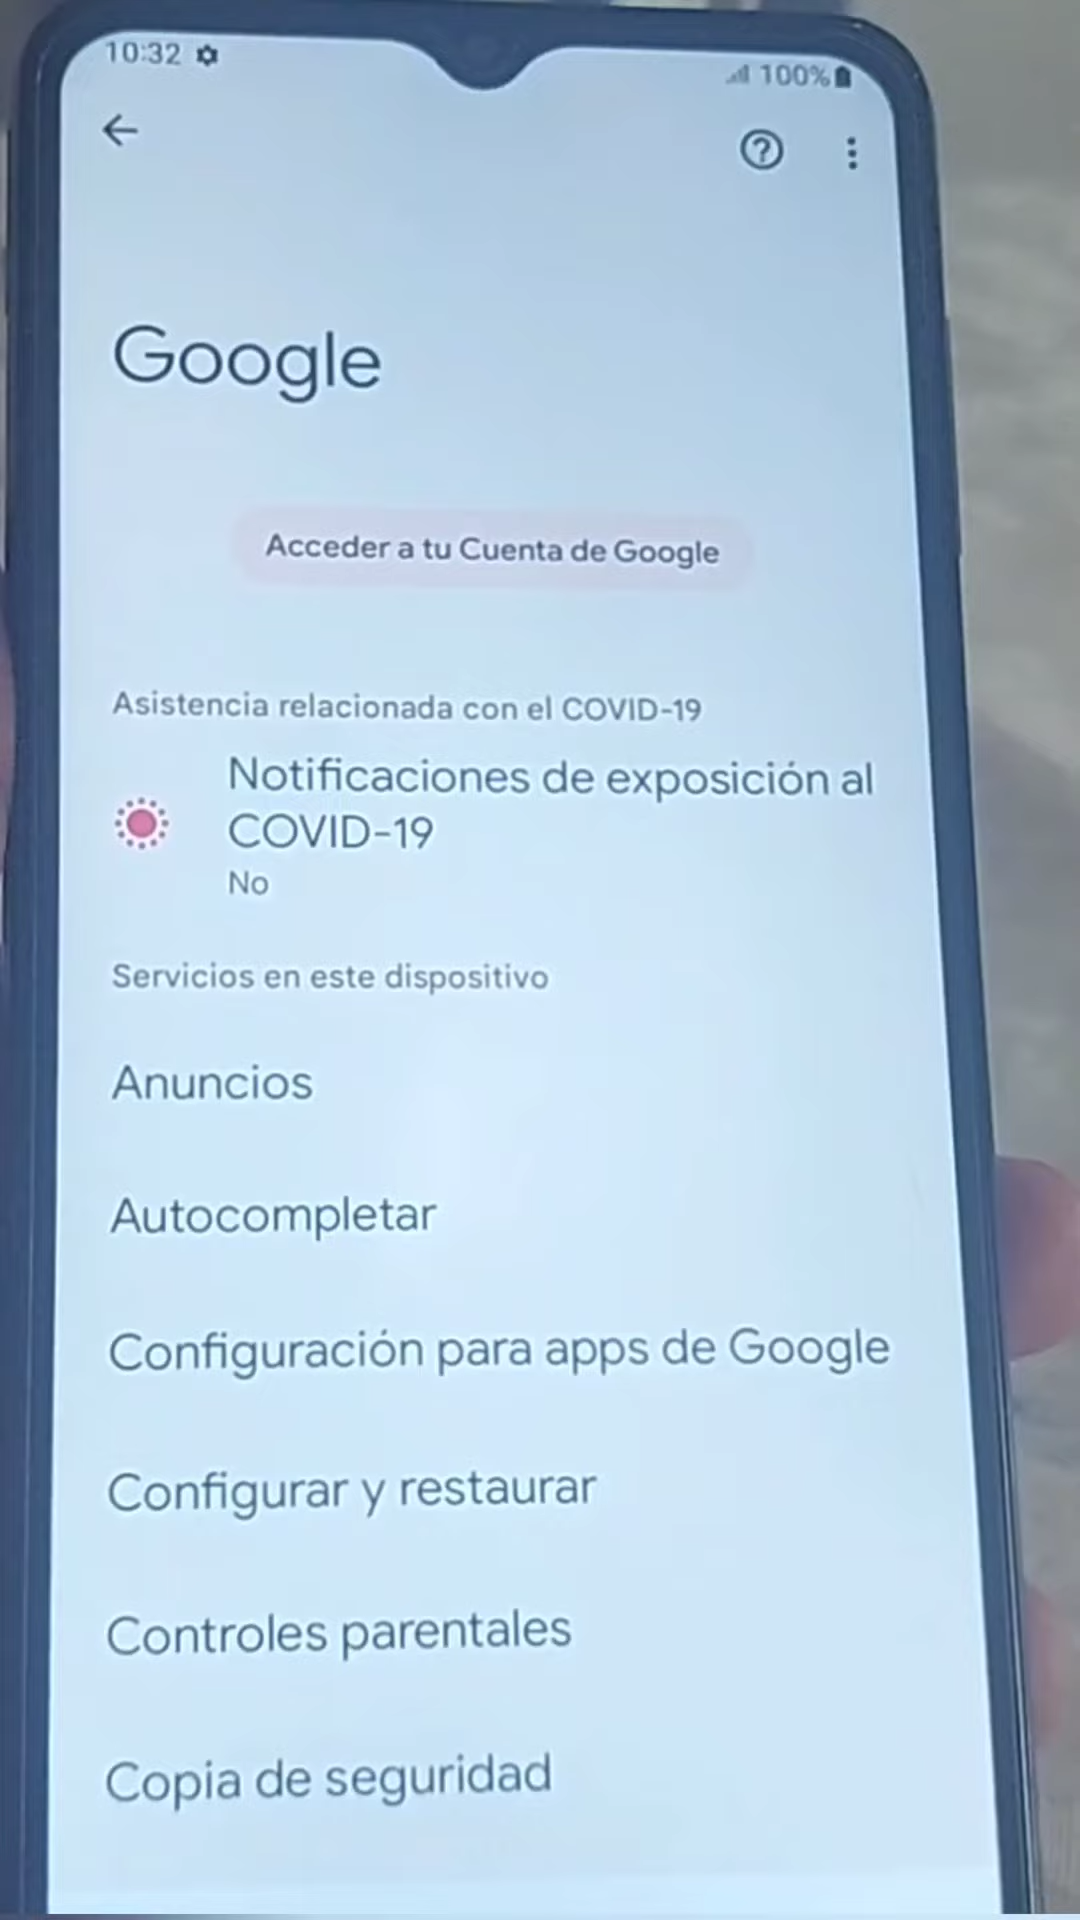 10:32
100%
Google
Acceder a tu Cuenta de Google
Asistencia relacionada con el COVID-19
Notificaciones de exposición al
COVID-19
No
Servicios en este dispositivo
Anuncios
Autocompletar
Configuración para apps de Google
Configurar y restaurar
Controles parentales
Copia de seguridad